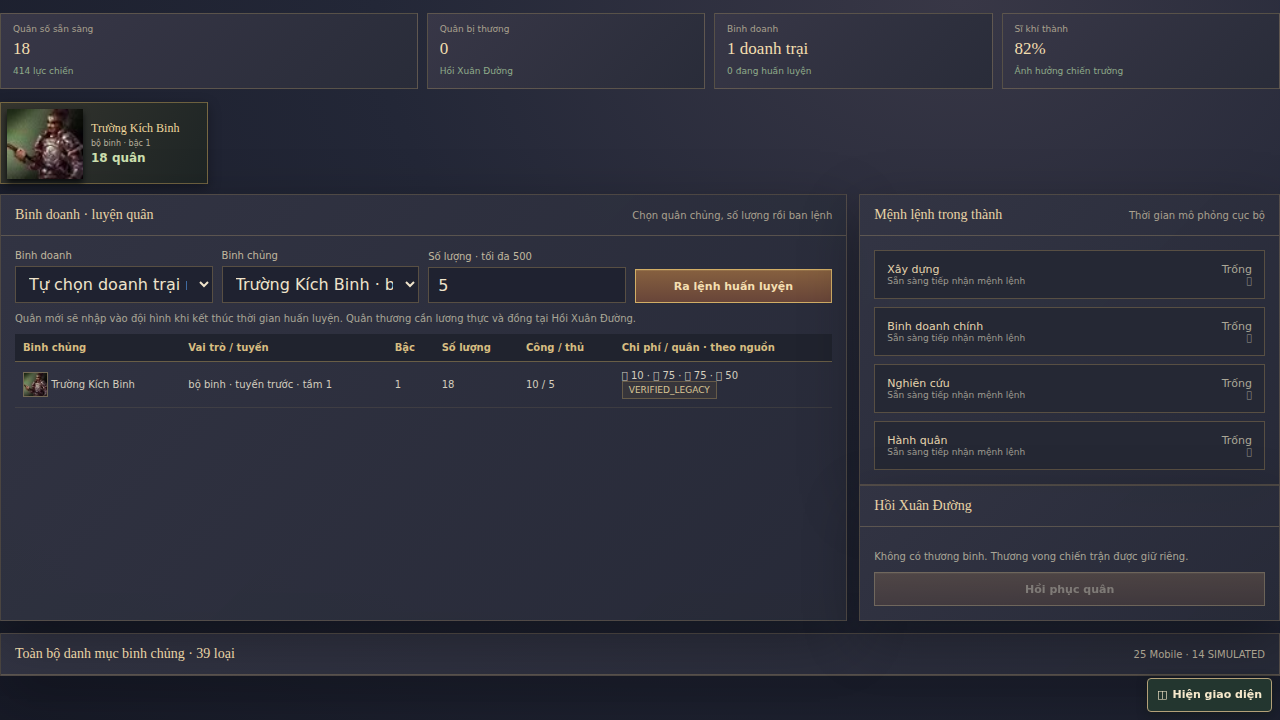 Quân số sẵn sàng
18
414 lực chiến
Quân bị thương
0
Hồi Xuân Đường
Binh doanh
1 doanh trại
0 đang huấn luyện
Sĩ khí thành
82%
Ảnh hưởng chiến trường
Trường Kích Binh
bộ binh · bậc 1
18 quân
Binh doanh · luyện quân
Chọn quân chủng, số lượng rồi ban lệnh
Binh doanh
Binh chủng
Số lượng · tối đa 500
Tự chọn doanh trại
Trường Kích Binh · b
5
Ra lệnh huấn luyện
Quân mới sẽ nhập vào đội hình khi kết thúc thời gian huấn luyện. Quân thương cần lương thực và đồng tại Hồi Xuân Đường.
Binh chủng Vai trò / tuyến Bậc Số lượng Công / thủ Chi phí / quân · theo nguồn
Trường Kích Binh bộ binh · tuyến trước · tầm 1 1 18 10 / 5 10 · 75 · 75 · 50
VERIFIED_LEGACY
Mệnh lệnh trong thành
Thời gian mô phỏng cục bộ
Xây dựng Trống
Sẵn sàng tiếp nhận mệnh lệnh
Binh doanh chính Trống
Sẵn sàng tiếp nhận mệnh lệnh
Nghiên cứu Trống
Sẵn sàng tiếp nhận mệnh lệnh
Hành quân Trống
Sẵn sàng tiếp nhận mệnh lệnh
Hồi Xuân Đường
Không có thương binh. Thương vong chiến trận được giữ riêng.
Hồi phục quân
Toàn bộ danh mục binh chủng · 39 loại
25 Mobile · 14 SIMULATED
Hiện giao diện